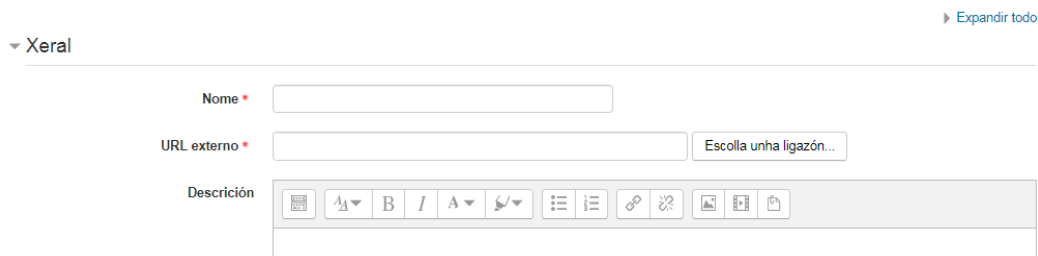 Expandir todo
Xeral
Nome *
URL externo * Escolla unha ligazón...
Descrición